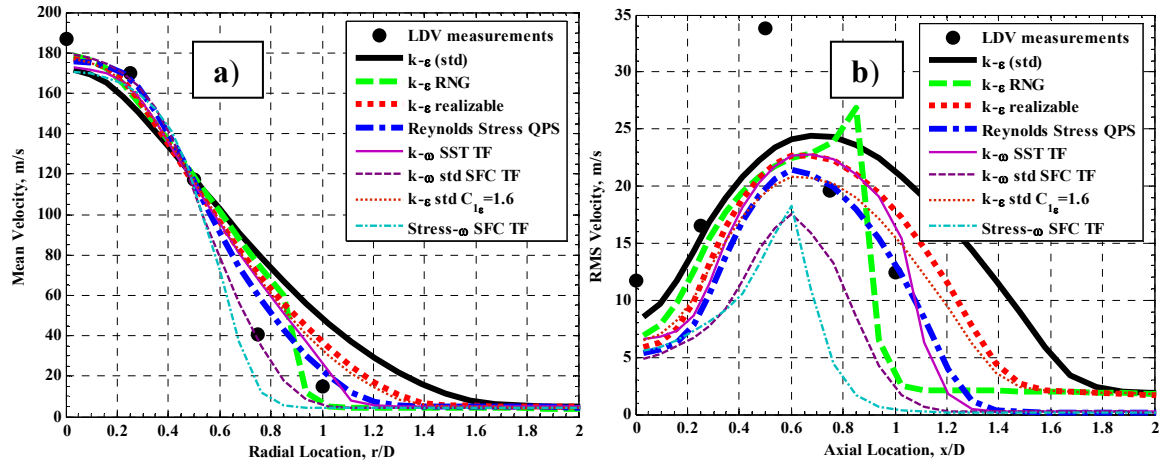 200
180
160
140
120
100
80
60
40
20
0
Mean Velocity, m/s
a)
LDV measurements
k-ε (std)
k-ε RNG
k-ε realizable
Reynolds Stress QPS
k-ω SST TF
k-ω std SFC TF
k-ε std C1ε=1.6
Stress-ω SFC TF
0 0.2 0.4 0.6 0.8 1 1.2 1.4 1.6 1.8 2
Radial Location, r/D
35
30
25
20
15
10
5
0
RMS Velocity, m/s
b)
LDV measurements
k-ε (std)
k-ε RNG
k-ε realizable
Reynolds Stress QPS
k-ω SST TF
k-ω std SFC TF
k-ε std C1ε=1.6
Stress-ω SFC TF
0 0.2 0.4 0.6 0.8 1.0 1.2 1.4 1.6 1.8 2
Axial Location, x/D